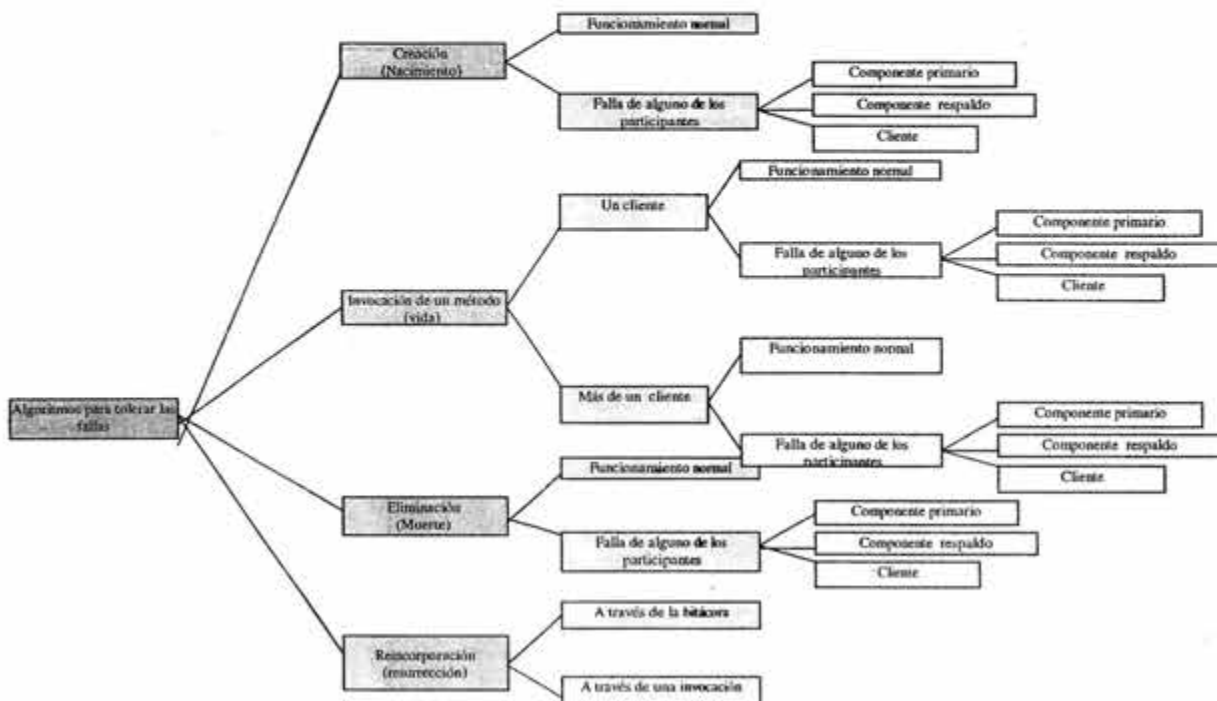 Algoritmos para tolerar las
fallas
Creación
(Nacimiento)
Funcionamiento normal
Falla de alguno de los
participantes
Componente primario
Componente respaldo
Cliente
Invocación de un método
(vida)
Un cliente
Funcionamiento normal
Falla de alguno de los
participantes
Componente primario
Componente respaldo
Cliente
Más de un cliente
Funcionamiento normal
Falla de alguno de los
participantes
Componente primario
Componente respaldo
Cliente
Eliminación
(Muerte)
Funcionamiento normal
Falla de alguno de los
participantes
Componente primario
Componente respaldo
Cliente
Reincorporación
(resurrección)
A través de la bitácora
A través de una invocación